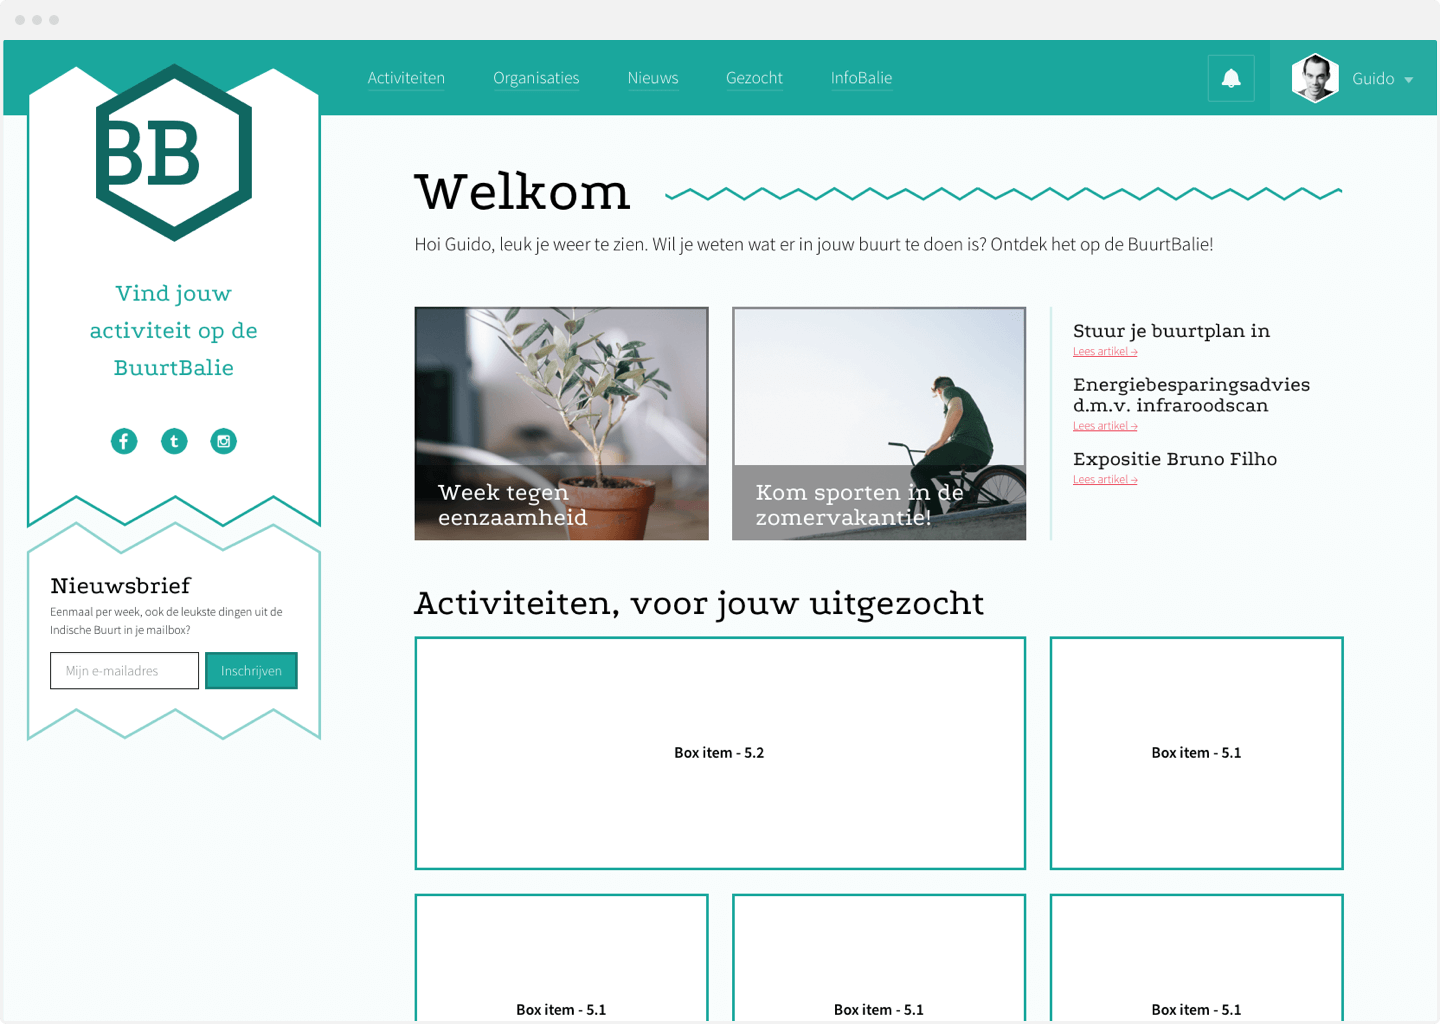 Activiteiten Organisaties Nieuws Gezocht InfoBalie Guido
BB
Vind jouw
activiteit op de
BuurtBalie
f t
Nieuwsbrief
Eenmaal per week, ook de leukste dingen uit de
Indische Buurt in je mailbox?
Mijn e-mailadres Inschrijven
Welkom
Hoi Guido, leuk je weer te zien. Wil je weten wat er in jouw buurt te doen is? Ontdek het op de BuurtBalie!
Week tegen
eenzaamheid
Kom sporten in de
zomervakantie!
Stuur je buurtplan in
Lees artikel →
Energiebesparingsadvies
d.m.v. infraroodscan
Lees artikel →
Expositie Bruno Filho
Lees artikel →
Activiteiten, voor jouw uitgezocht
Box item - 5.2
Box item - 5.1
Box item - 5.1
Box item - 5.1
Box item - 5.1